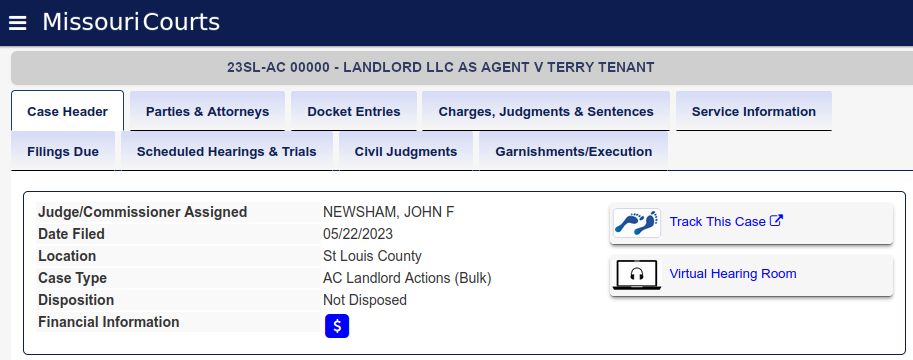 MissouriCourts
23SL-AC 00000 - LANDLORD LLC AS AGENT V TERRY TENANT
Case Header Parties & Attorneys Docket Entries Charges, Judgments & Sentences Service Information
Filings Due Scheduled Hearings & Trials Civil Judgments Garnishments/Execution
Judge/Commissioner Assigned NEWSHAM, JOHN F
Track This Case
Date Filed 05/22/2023
Location St Louis County
Case Type AC Landlord Actions (Bulk)
Virtual Hearing Room
Disposition Not Disposed
Financial Information $